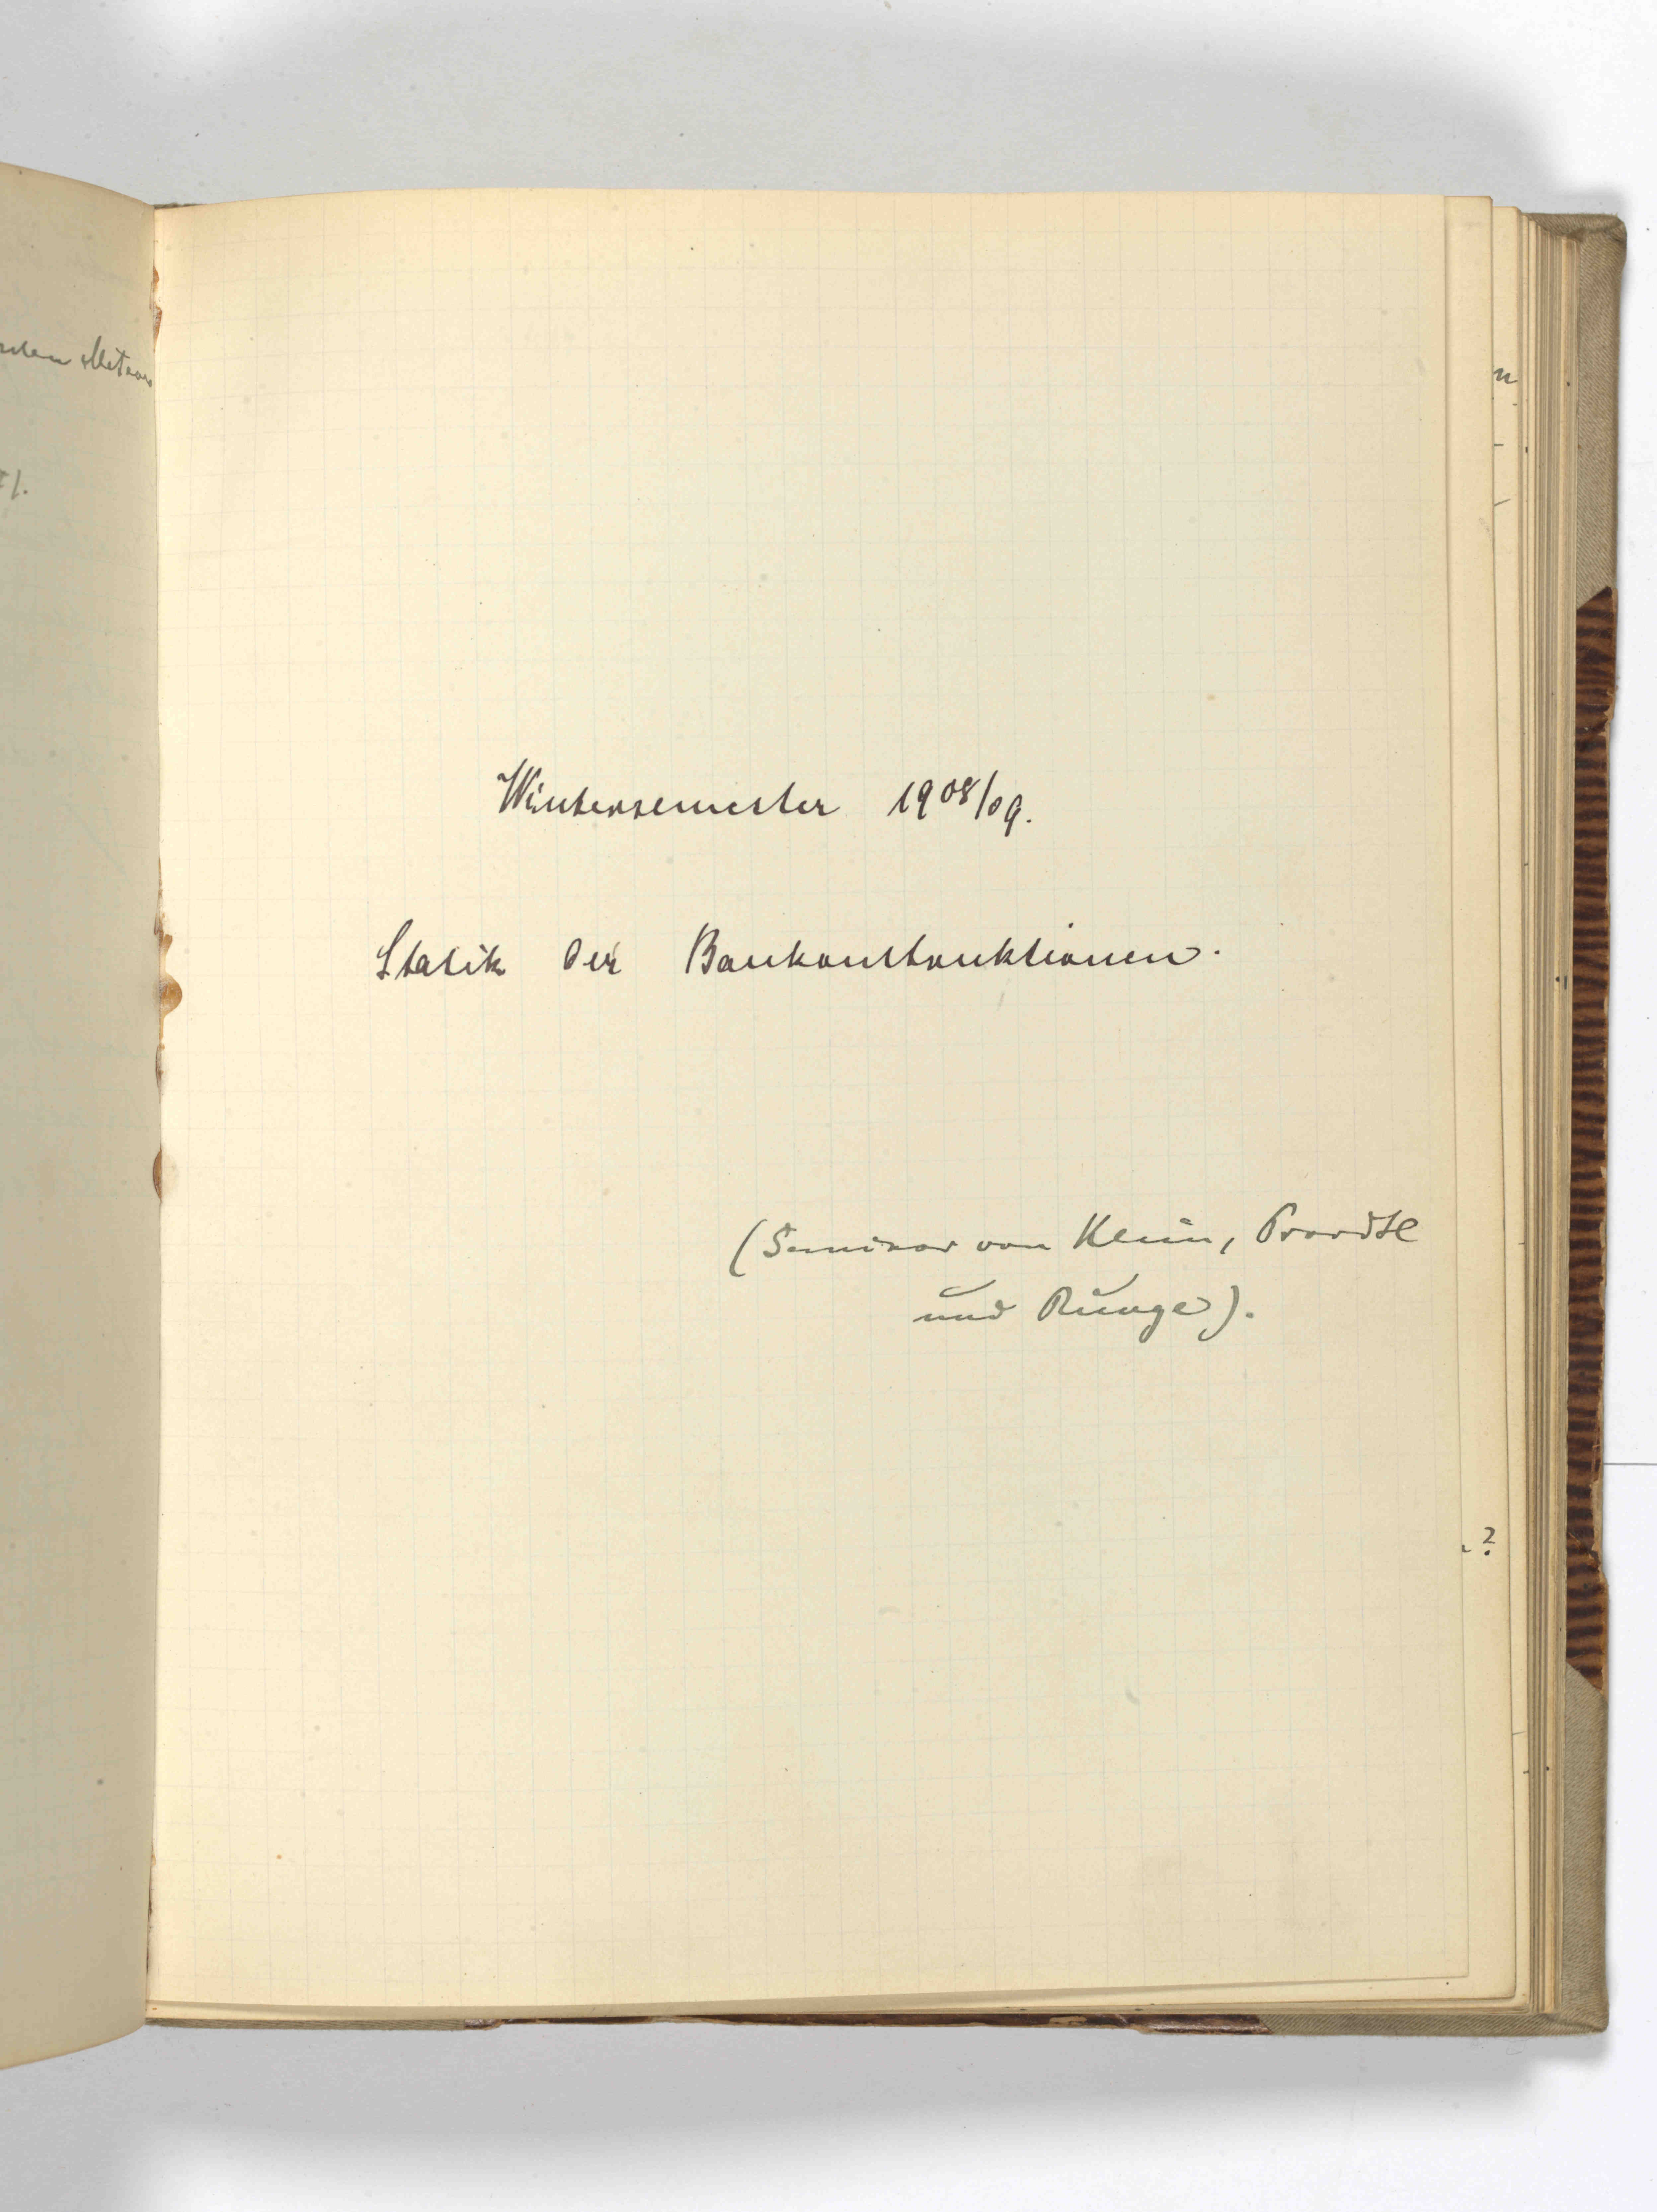 Wintersemester 1908/09.
Statik der Baukonstruktionen.
(Seminar von Klein, Prandtl
und Runge).